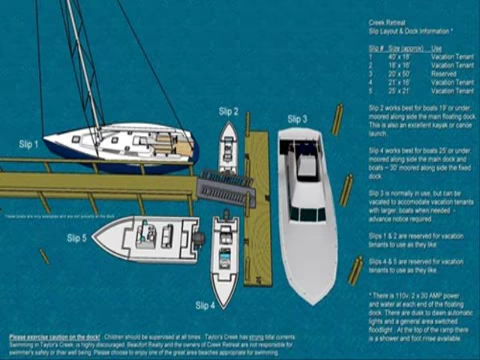 Creek Retreat
Slip Layout & Dock Information *
Slip # Size (approx) Use
1 40' x 18' Vacation Tenant
2 18' x 16' Vacation Tenant
3 20' x 50' Reserved
4 21' x 16' Vacation Tenant
5 25' x 21' Vacation Tenant
Slip 2 works best for boats 19' or under,
moored along side the main floating dock.
This is also an excellent kayak or canoe
launch.
Slip 4 works best for boats 25' or under,
moored along side the main dock and
boats ~ 30' moored along side the fixed
dock
Slip 3 is normally in use, but can be
vacated to accomodate vacation tenants
with larger boats when needed -
advance notice required
Slips 1 & 2 are reserved for vacation
tenants to use as they like
Slips 4 & 5 are reserved for vacation
tenants to use as they like.
* There is 110v, 2 x 30 AMP power
and water at each end of the floating
dock. There are dusk to dawn automatic
lights and a general area switched
floodlight. At the top of the ramp there
is a shower and foot rinse available.
Slip 1
Slip 2
Slip 3
Slip 4
Slip 5
Please exercise caution on the dock! Children should be supervised at all times. Taylor's Creek has strong tidal currents.
Swimming in Taylor's Creek, is highly discouraged. Beaufort Realty and the owners of Creek Retreat are not responsible for
swimmer's safety or their well being. Please choose to enjoy one of the great area beaches appropriate for swimming.